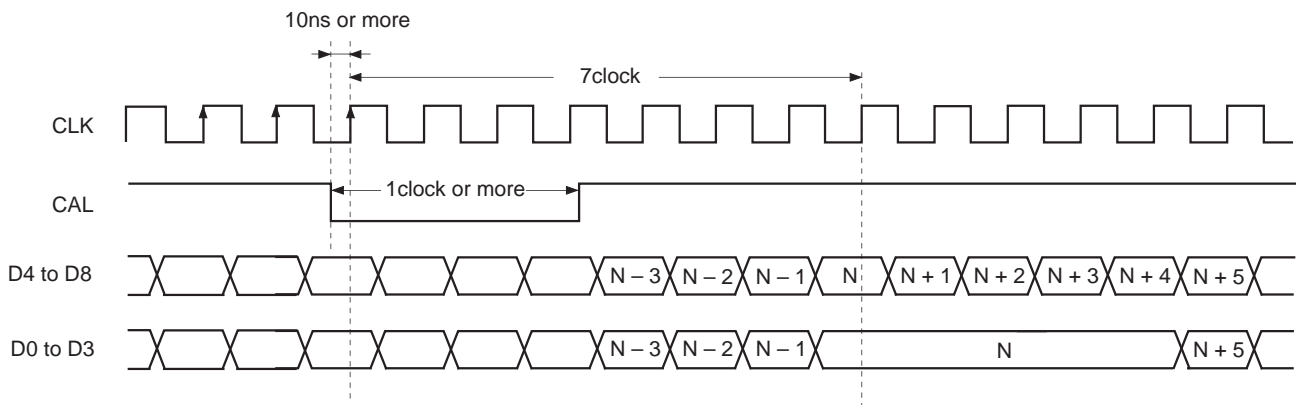 10ns or more
7clock
CLK
1clock or more
CAL
D4 to D8 N – 3 N – 2 N – 1 N N + 1 N + 2 N + 3 N + 4 N + 5
D0 to D3 N – 3 N – 2 N – 1 N N + 5